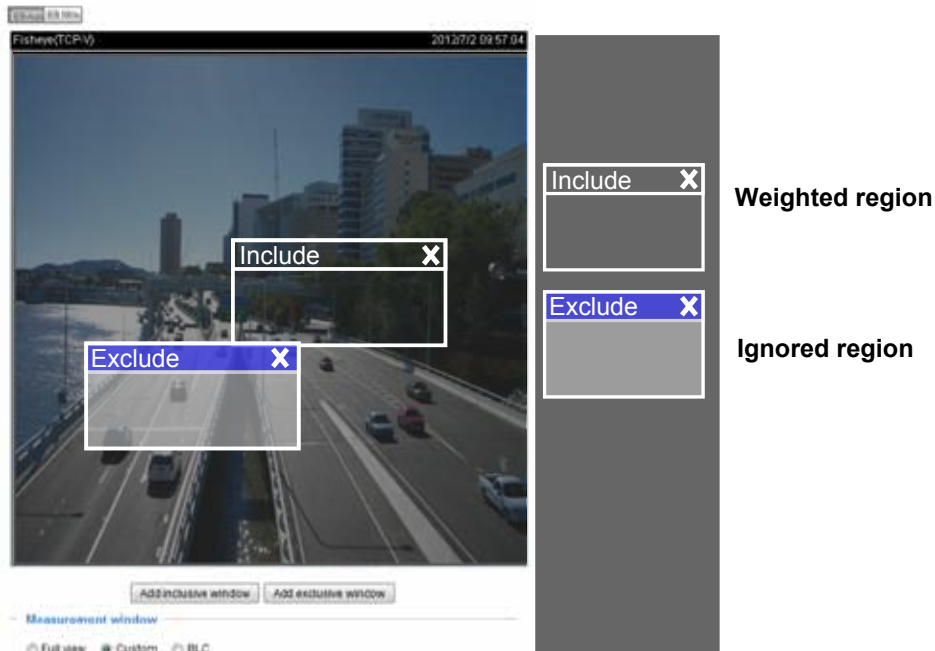 Fisheye(TCP-V) 2012/7/2 09:57:04
Include
Exclude
Include
Weighted region
Exclude
Ignored region
Add inclusive window Add exclusive window
Measurement window
Full view Custom BLC